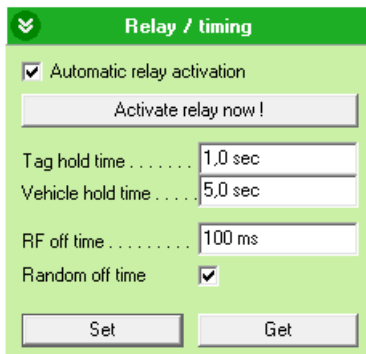 Relay / timing
Automatic relay activation
Activate relay now !
Tag hold time . . . . . . . 1,0 sec
Vehicle hold time . . . . . 5,0 sec
RF off time . . . . . . . . . 100 ms
Random off time
Set Get